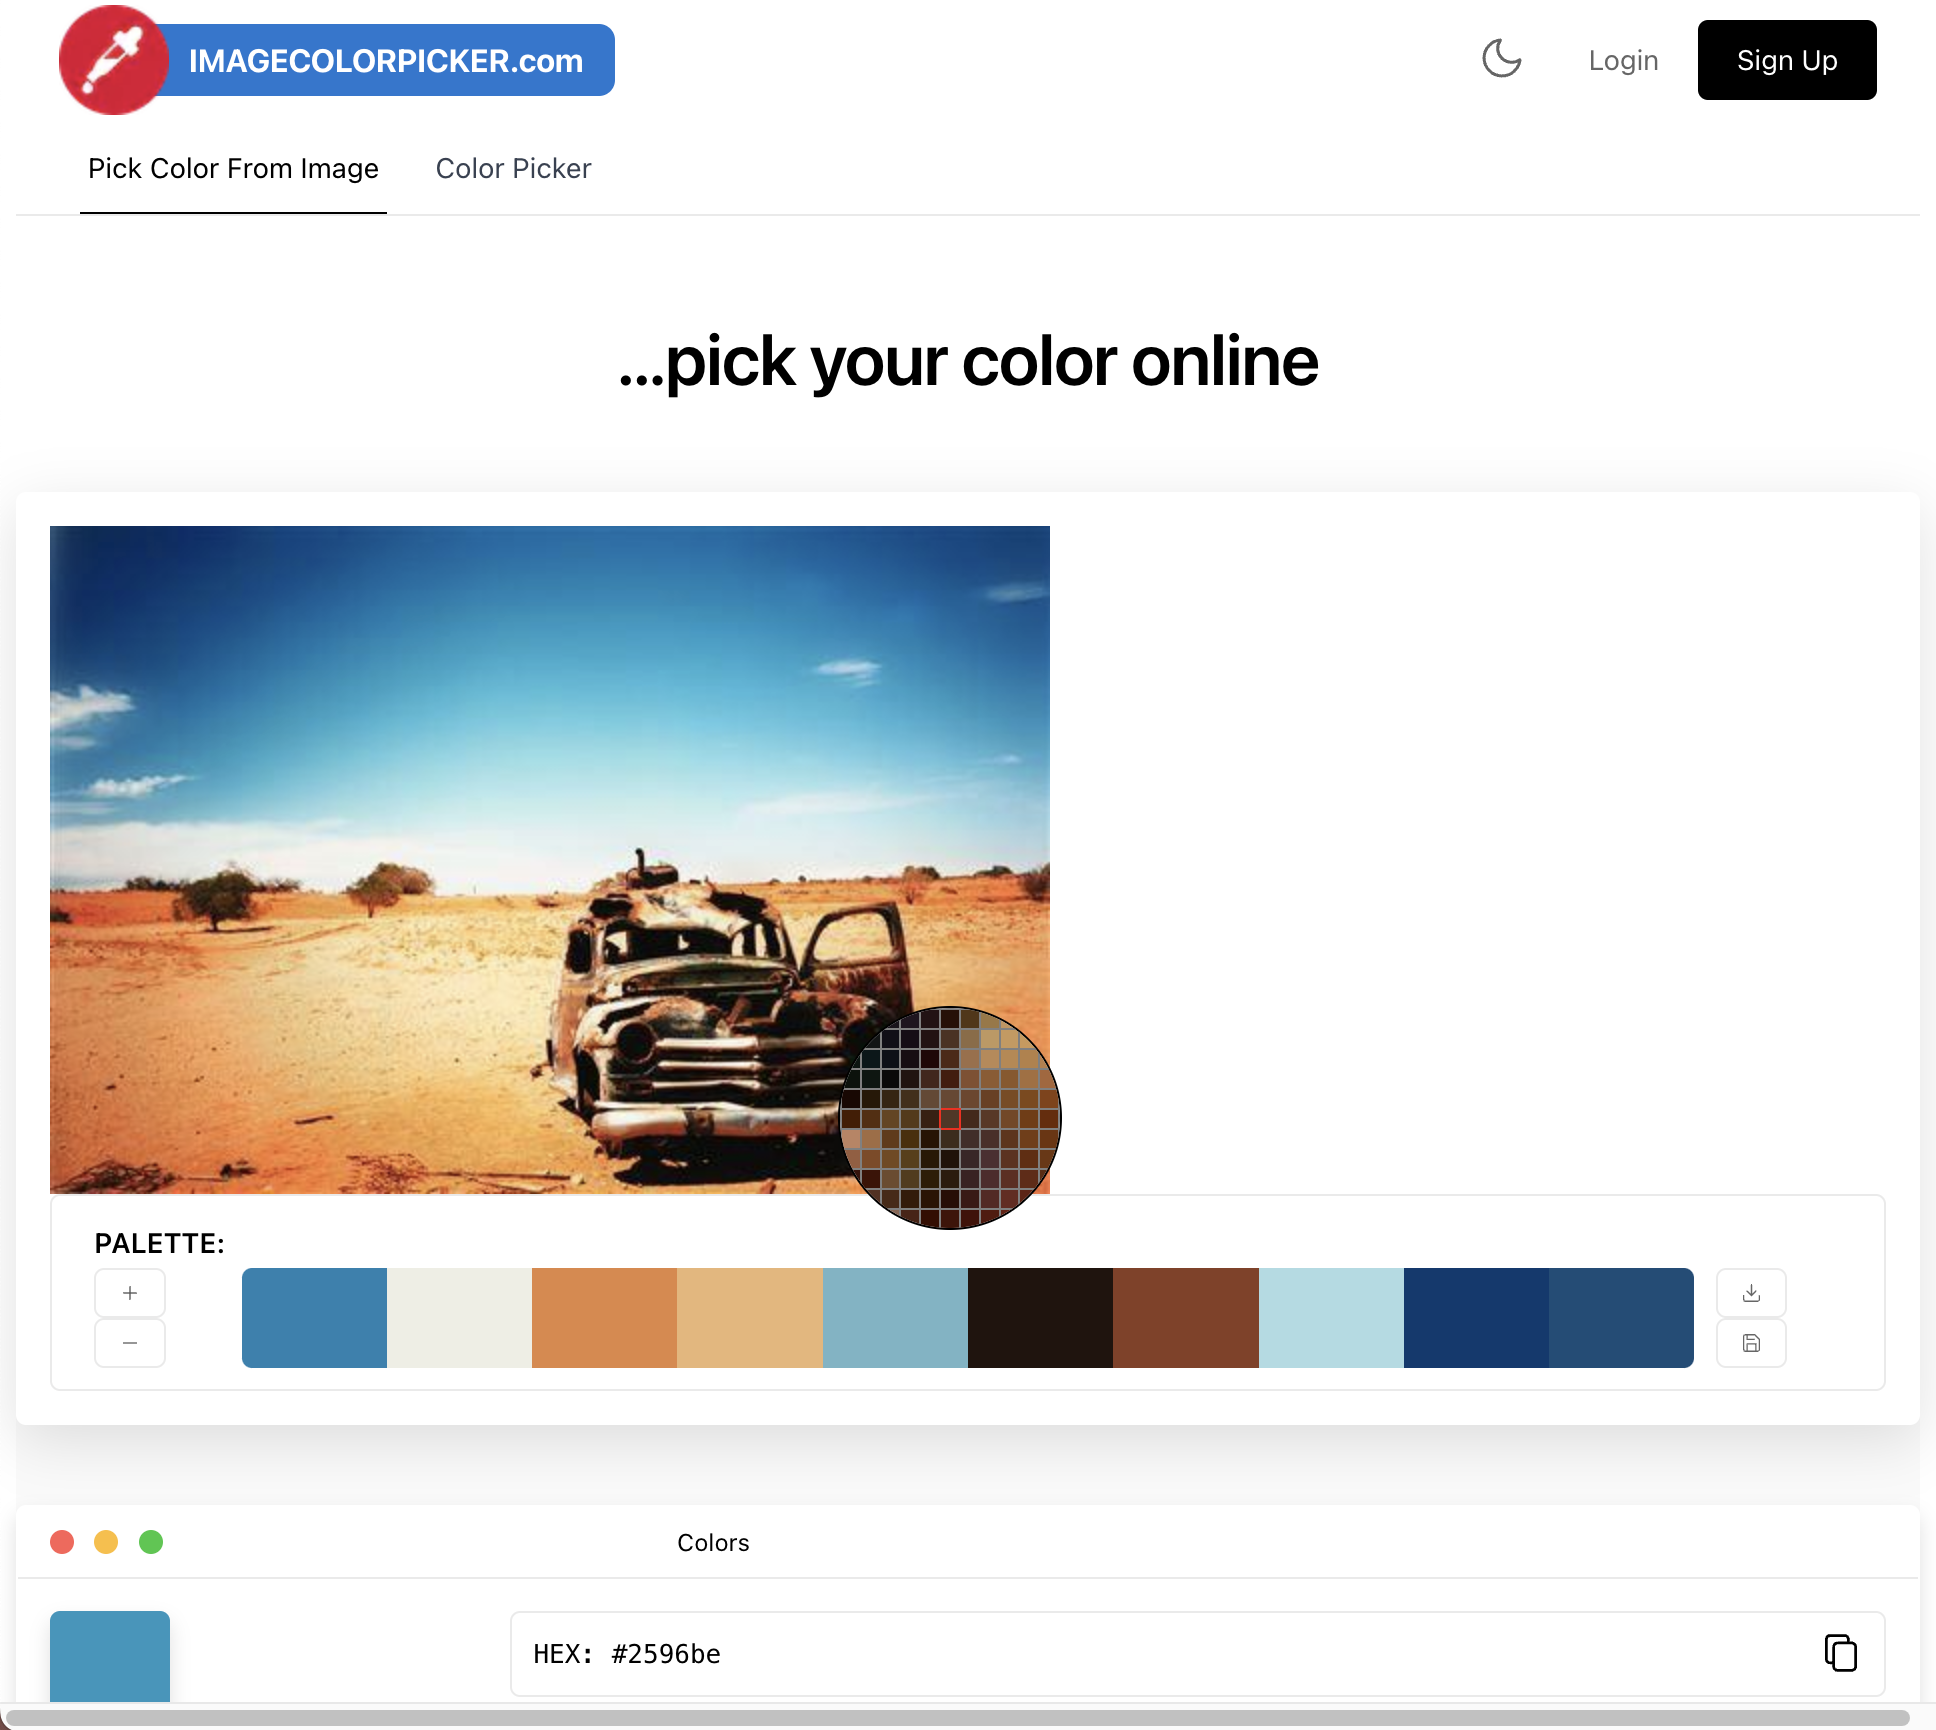 IMAGECOLORPICKER.com
Login
Sign Up
Pick Color From Image
Color Picker
...pick your color online
PALETTE:
Colors
HEX: #2596be